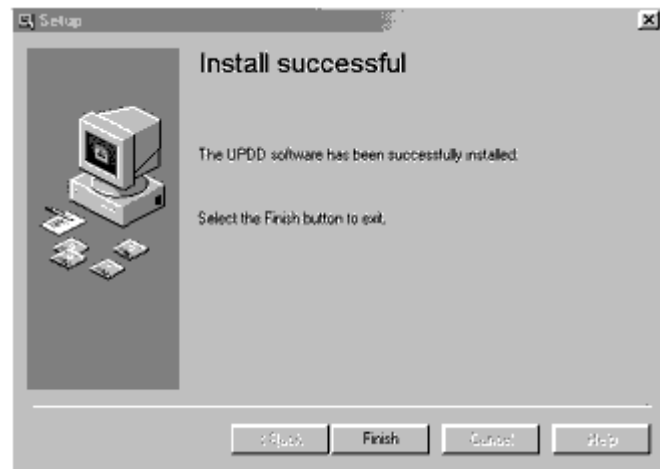 Setup
Install successful
The UPDD software has been successfully installed.
Select the Finish button to exit.
< Back Finish Cancel Help